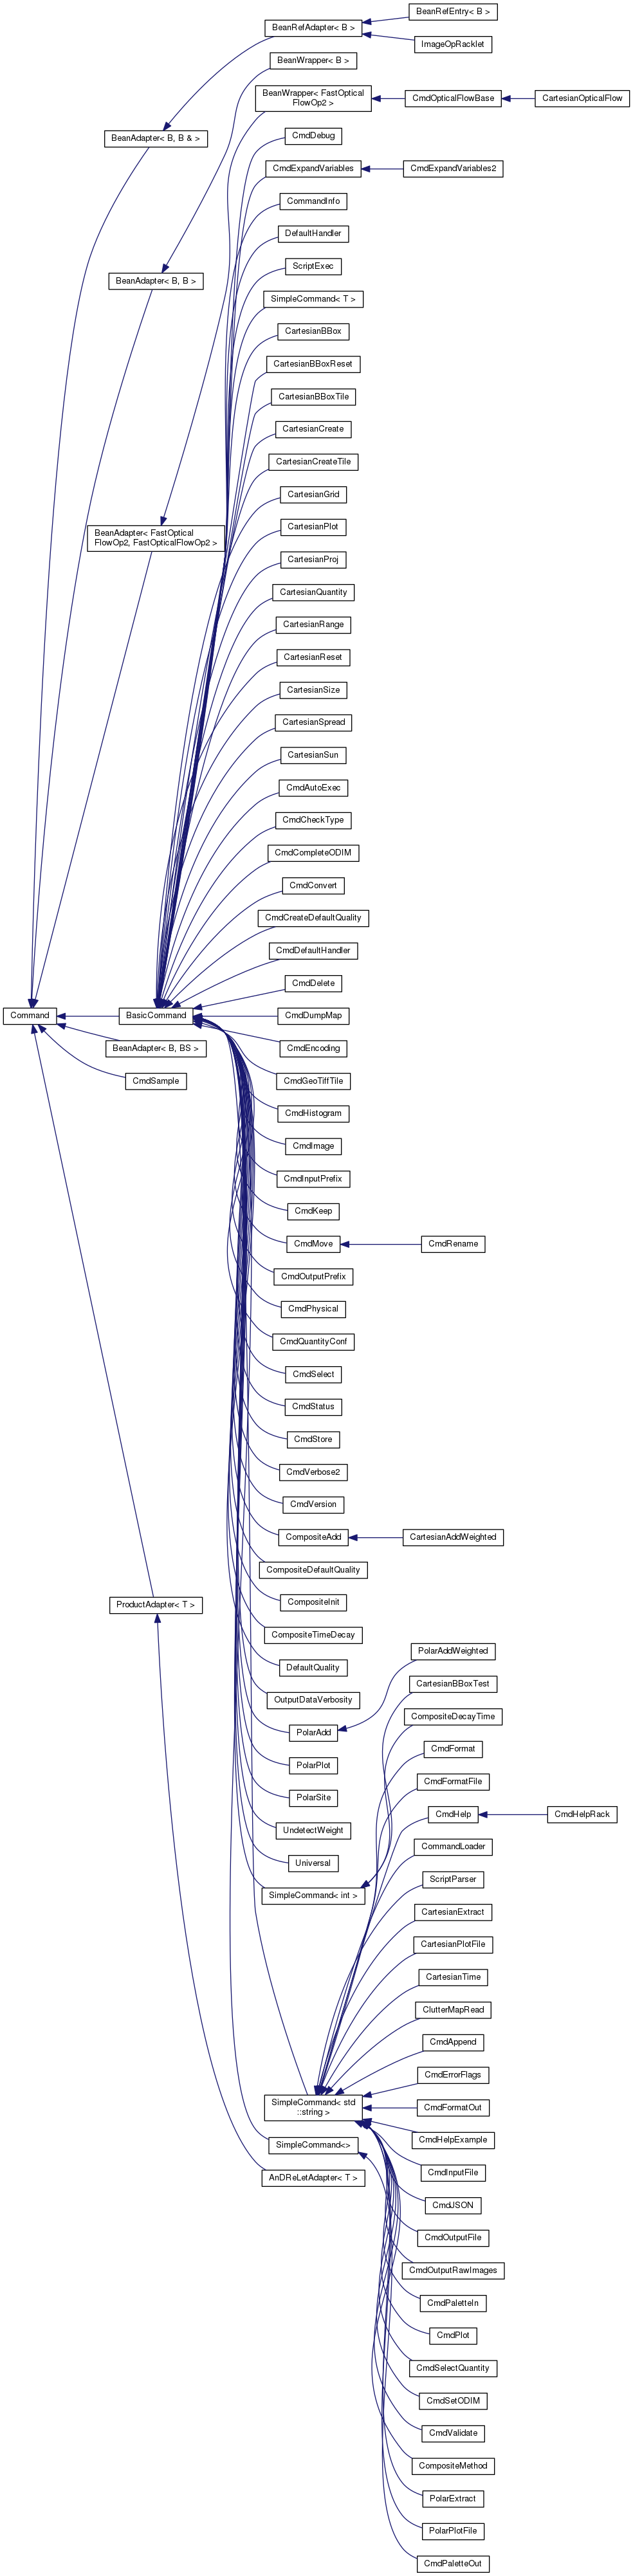 BeanRefEntry< B >
BeanRefAdapter< B >
ImageOpRacklet
BeanWrapper< B >
BeanWrapper< FastOptical
FlowOp2 >
CmdOpticalFlowBase
CartesianOpticalFlow
BeanAdapter< B, B & >
CmdDebug
CmdExpandVariables
CmdExpandVariables2
CommandInfo
DefaultHandler
ScriptExec
BeanAdapter< B, B >
SimpleCommand< T >
CartesianBBox
CartesianBBoxReset
CartesianBBoxTile
CartesianCreate
CartesianCreateTile
CartesianGrid
CartesianPlot
BeanAdapter< FastOptical
FlowOp2, FastOpticalFlowOp2 >
CartesianProj
CartesianQuantity
CartesianRange
CartesianReset
CartesianSize
CartesianSpread
CartesianSun
CmdAutoExec
CmdCheckType
CmdCompleteODIM
CmdConvert
CmdCreateDefaultQuality
CmdDefaultHandler
CmdDelete
Command
BasicCommand
CmdDumpMap
BeanAdapter< B, BS >
CmdEncoding
CmdSample
CmdGeoTiffTile
CmdHistogram
CmdImage
CmdInputPrefix
CmdKeep
CmdMove
CmdRename
CmdOutputPrefix
CmdPhysical
CmdQuantityConf
CmdSelect
CmdStatus
CmdStore
CmdVerbose2
CmdVersion
CompositeAdd
CartesianAddWeighted
CompositeDefaultQuality
ProductAdapter< T >
CompositeInit
CompositeTimeDecay
PolarAddWeighted
DefaultQuality
CartesianBBoxTest
OutputDataVerbosity
CompositeDecayTime
PolarAdd
CmdFormat
PolarPlot
CmdFormatFile
PolarSite
CmdHelp
CmdHelpRack
UndetectWeight
CommandLoader
Universal
ScriptParser
SimpleCommand< int >
CartesianExtract
CartesianPlotFile
CartesianTime
ClutterMapRead
CmdAppend
CmdErrorFlags
SimpleCommand< std
::string >
CmdFormatOut
CmdHelpExample
SimpleCommand<>
CmdInputFile
AnDReLetAdapter< T >
CmdJSON
CmdOutputFile
CmdOutputRawImages
CmdPaletteIn
CmdPlot
CmdSelectQuantity
CmdSetODIM
CmdValidate
CompositeMethod
PolarExtract
PolarPlotFile
CmdPaletteOut